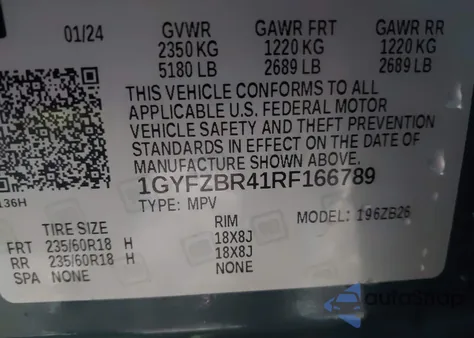 01/24 GVWR GAWR FRT GAWR RR
2350 KG 1220 KG 1220 KG
5180 LB 2689 LB 2689 LB
THIS VEHICLE CONFORMS TO ALL
APPLICABLE U.S. FEDERAL MOTOR
VEHICLE SAFETY AND THEFT PREVENTION
STANDARDS IN EFFECT ON THE DATE OF
MANUFACTURE SHOWN ABOVE.
1GYFZBR41RF166789
136H
TYPE: MPV MODEL: 196ZB26
TIRE SIZE RIM
FRT 235/60R18 H 18X8J
RR 235/60R18 H 18X8J
SPA NONE NONE
autoSnap